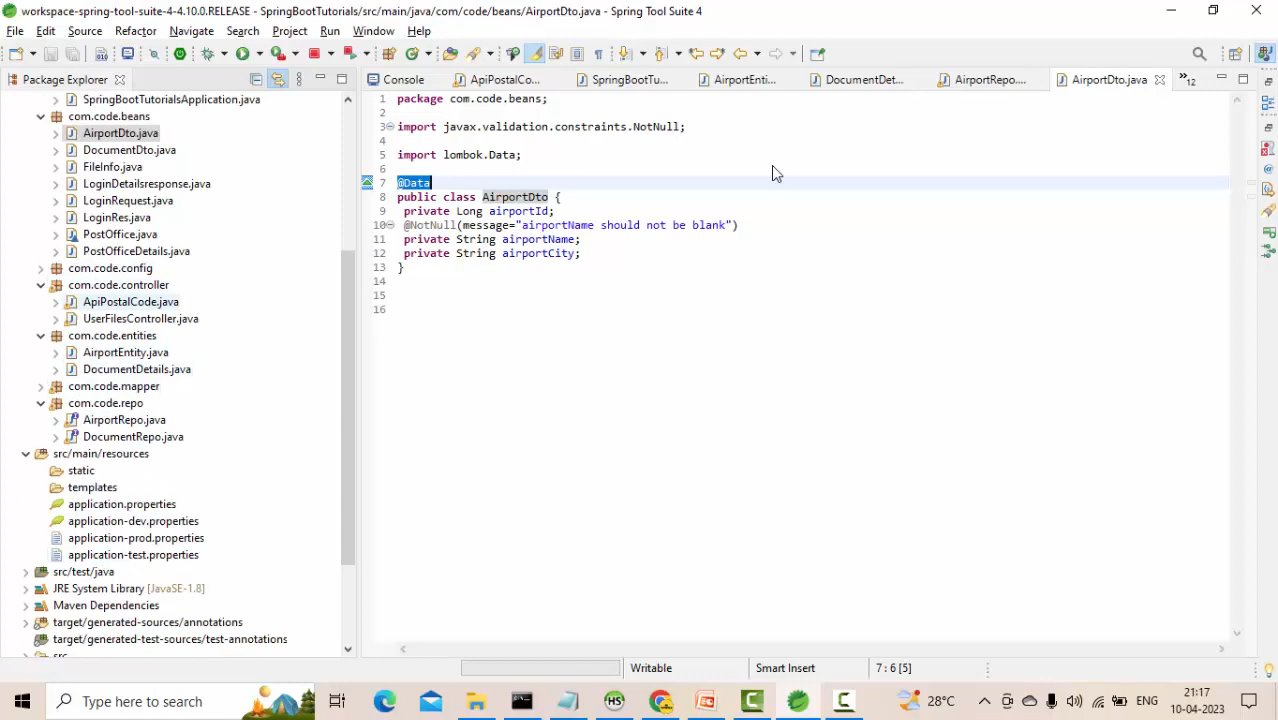 workspace-spring-tool-suite-4-4.10.0.RELEASE - SpringBootTutorials/src/main/java/com/code/beans/AirportDto.java - Spring Tool Suite 4
File Edit Source Refactor Navigate Search Project Run Window Help
Package Explorer
Console ApiPostalCo... SpringBootTu... AirportEnti... DocumentDet... AirportRepo.... AirportDto.java 12
SpringBootTutorialsApplication.java
com.code.beans
AirportDto.java
DocumentDto.java
FileInfo.java
LoginDetailsresponse.java
LoginRequest.java
LoginRes.java
PostOffice.java
PostOfficeDetails.java
com.code.config
com.code.controller
ApiPostalCode.java
UserFilesController.java
com.code.entities
AirportEntity.java
DocumentDetails.java
com.code.mapper
com.code.repo
AirportRepo.java
DocumentRepo.java
src/main/resources
static
templates
application.properties
application-dev.properties
application-prod.properties
application-test.properties
src/test/java
JRE System Library [JavaSE-1.8]
Maven Dependencies
target/generated-sources/annotations
target/generated-test-sources/test-annotations
src
1 package com.code.beans;
2
3 import javax.validation.constraints.NotNull;
4
5 import lombok.Data;
6
7 @Data
8 public class AirportDto {
9 private Long airportId;
10 @NotNull(message="airportName should not be blank")
11 private String airportName;
12 private String airportCity;
13 }
14
15
16
Writable Smart Insert 7 : 6 [5]
Type here to search
28°C ENG 21:17
10-04-2023